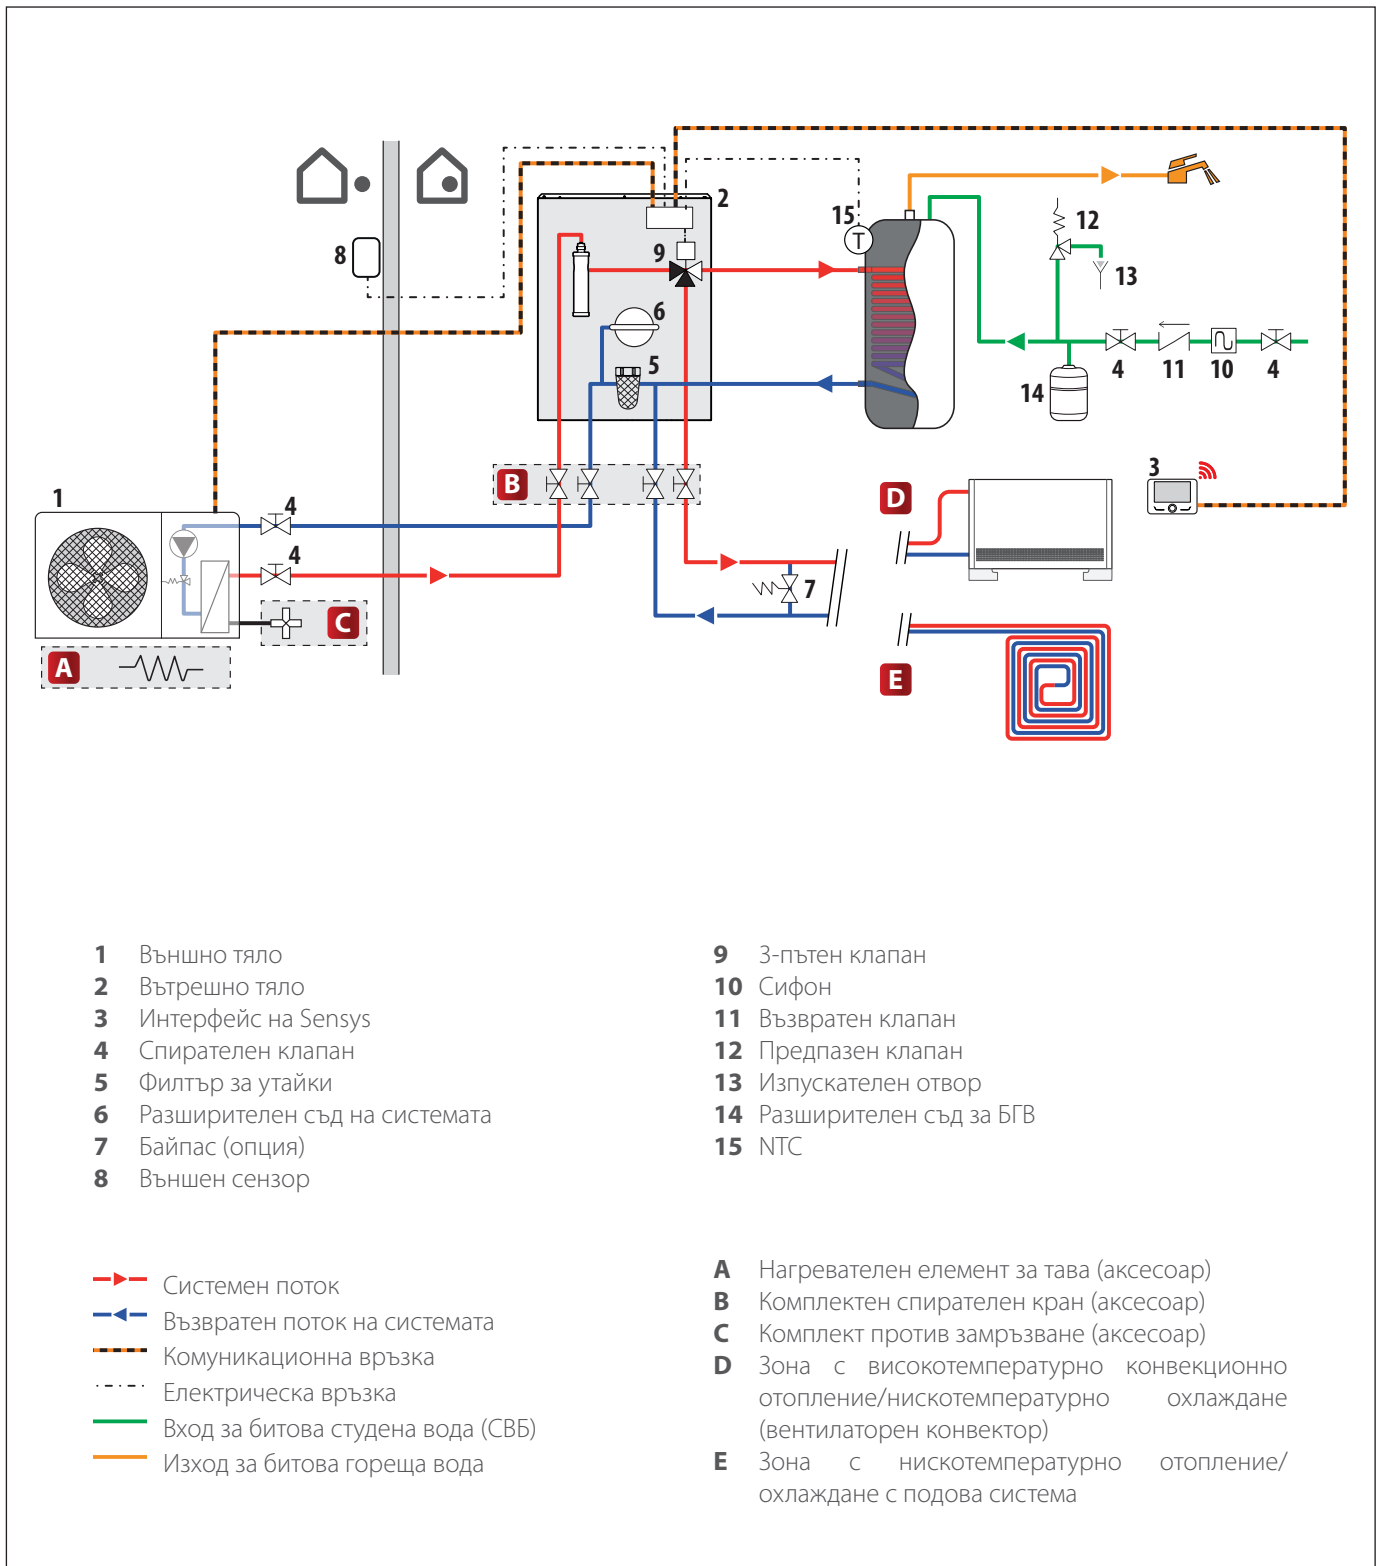 2
15
12
9
8
13
6
5
4
11
10
4
14
3
B
D
1
4
4
7
C
A
E
T
1 Външно тяло
2 Вътрешно тяло
3 Интерфейс на Sensys
4 Спирателен клапан
5 Филтър за утайки
6 Разширителен съд на системата
7 Байпас (опция)
8 Външен сензор
9 3-пътен клапан
10 Сифон
11 Възвратен клапан
12 Предпазен клапан
13 Изпускателен отвор
14 Разширителен съд за БГВ
15 NTC
Системен поток
Възвратен поток на системата
Комуникационна връзка
Електрическа връзка
Вход за битова студена вода (СВБ)
Изход за битова гореща вода
A Нагревателен елемент за тава (аксесоар)
B Комплектен спирателен кран (аксесоар)
C Комплект против замръзване (аксесоар)
D Зона с високотемпературно конвекционно
отопление/нискотемпературно охлаждане
(вентилаторен конвектор)
E Зона с нискотемпературно отопление/
охлаждане с подова система